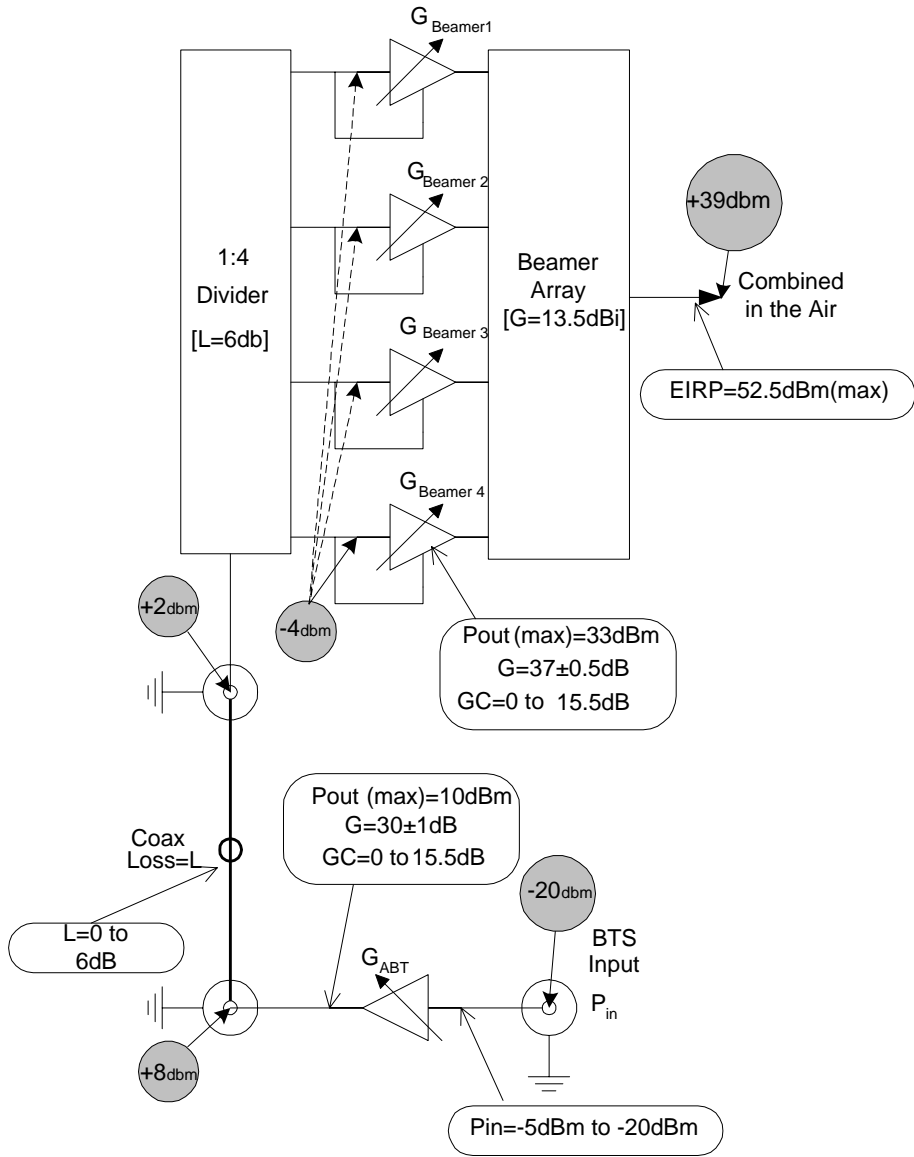 G Beamer1
G Beamer 2
G Beamer 3
G Beamer 4
1:4
Divider
[L=6db]
Beamer
Array
[G=13.5dBi]
+39dbm
Combined
in the Air
EIRP=52.5dBm(max)
+2dbm
-4dbm
Pout (max)=33dBm
G=37±0.5dB
GC=0 to 15.5dB
Pout (max)=10dBm
G=30±1dB
GC=0 to 15.5dB
Coax
Loss=L
L=0 to
6dB
-20dbm
BTS
Input
Pin
GABT
+8dbm
Pin=-5dBm to -20dBm